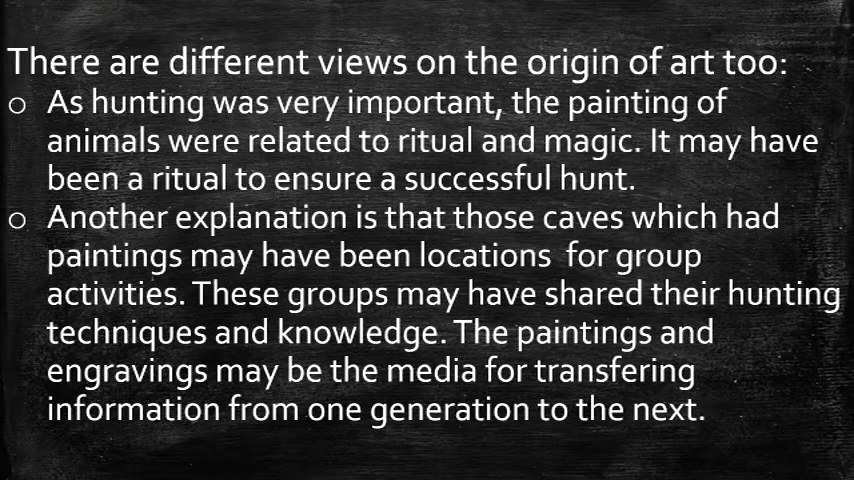 There are different views on the origin of art too:
o As hunting was very important, the painting of
animals were related to ritual and magic. It may have
been a ritual to ensure a successful hunt.
o Another explanation is that those caves which had
paintings may have been locations  for group
activities. These groups may have shared their hunting
techniques and knowledge. The paintings and
engravings may be the media for transfering
information from one generation to the next.